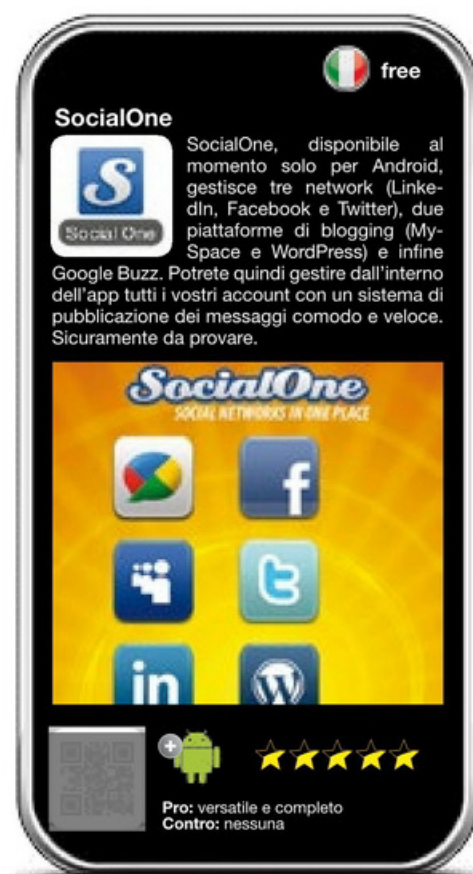 free
SocialOne
Social One
SocialOne, disponibile al
momento solo per Android,
gestisce tre network (Linke-
dIn, Facebook e Twitter), due
piattaforme di blogging (My-
Space e WordPress) e infine
Google Buzz. Potrete quindi gestire dall'interno
dell'app tutti i vostri account con un sistema di
pubblicazione dei messaggi comodo e veloce.
Sicuramente da provare.
SocialOne
SOCIAL NETWORKS IN ONE PLACE
Pro: versatile e completo
Contro: nessuna